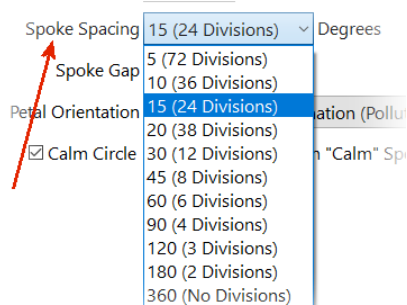 Spoke Spacing 15 (24 Divisions) Degrees
5 (72 Divisions)
Spoke Gap
10 (36 Divisions)
15 (24 Divisions)
Petal Orientation ation (Pollut
20 (38 Divisions)
Calm Circle 30 (12 Divisions) "Calm" Spe
45 (8 Divisions)
60 (6 Divisions)
90 (4 Divisions)
120 (3 Divisions)
180 (2 Divisions)
360 (No Divisions)